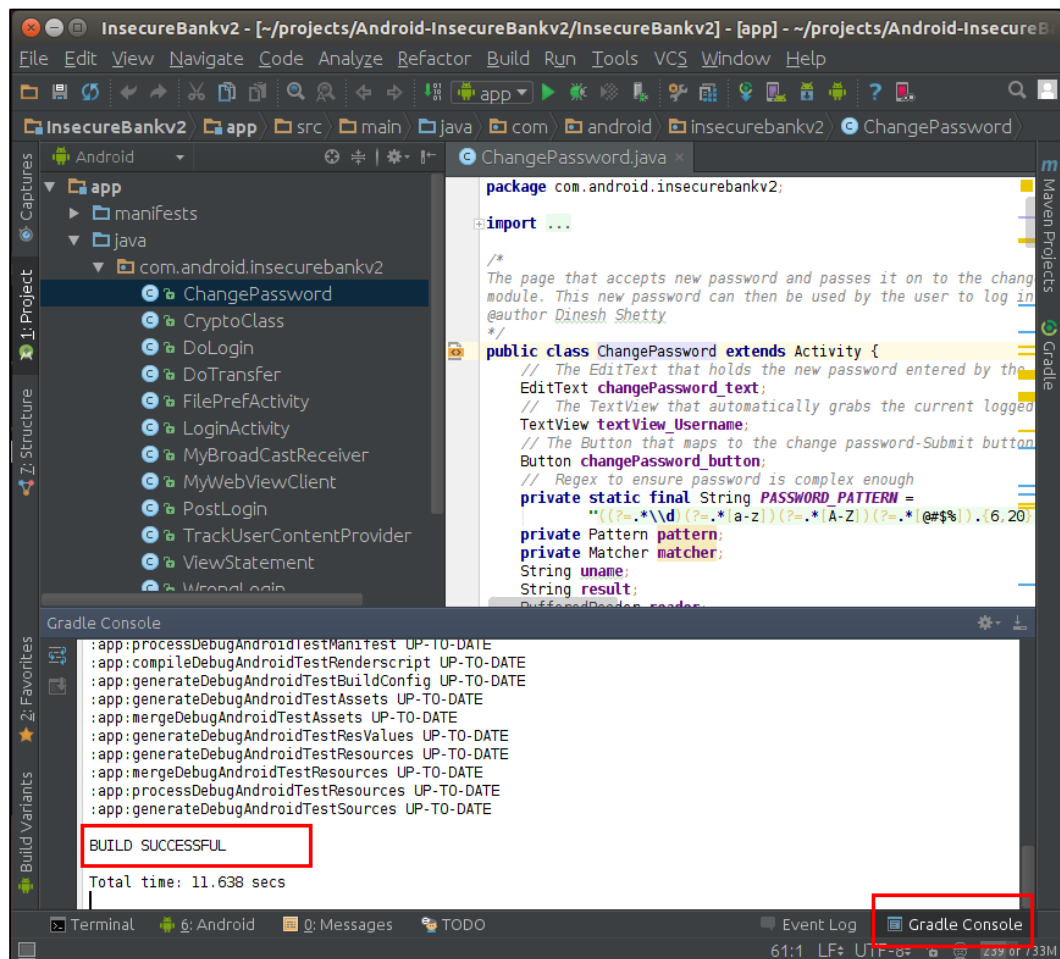 InsecureBankv2 - [~/projects/Android-InsecureBankv2/InsecureBankv2] - [app] - ~/projects/Android-InsecureB
File Edit View Navigate Code Analyze Refactor Build Run Tools VCS Window Help
app
InsecureBankv2 app src main java com android insecurebankv2 ChangePassword
Captures
1: Project
Z: Structure
2: Favorites
Build Variants
Android
app
manifests
java
com.android.insecurebankv2
ChangePassword
CryptoClass
DoLogin
DoTransfer
FilePrefActivity
LoginActivity
MyBroadCastReceiver
MyWebViewClient
PostLogin
TrackUserContentProvider
ViewStatement
WrongLogin
ChangePassword.java
package com.android.insecurebankv2;
import ...
/*
The page that accepts new password and passes it on to the chang
module. This new password can then be used by the user to log in
@author Dinesh Shetty
*/
public class ChangePassword extends Activity {
// The EditText that holds the new password entered by the
EditText changePassword_text;
// The TextView that automatically grabs the current logged
TextView textView_Username;
// The Button that maps to the change password-Submit button
Button changePassword_button;
// Regex to ensure password is complex enough
private static final String PASSWORD_PATTERN =
"((?=.*\\d)(?=.*[a-z])(?=.*[A-Z])(?=.*[@#$%]).{6,20}
private Pattern pattern;
private Matcher matcher;
String uname;
String result;
BufferedReader reader;
m Maven Projects
Gradle
Gradle Console
:app:processDebugAndroidTestManifest UP-TO-DATE
:app:compileDebugAndroidTestRenderscript UP-TO-DATE
:app:generateDebugAndroidTestBuildConfig UP-TO-DATE
:app:generateDebugAndroidTestAssets UP-TO-DATE
:app:mergeDebugAndroidTestAssets UP-TO-DATE
:app:generateDebugAndroidTestResValues UP-TO-DATE
:app:generateDebugAndroidTestResources UP-TO-DATE
:app:mergeDebugAndroidTestResources UP-TO-DATE
:app:processDebugAndroidTestResources UP-TO-DATE
:app:generateDebugAndroidTestSources UP-TO-DATE
BUILD SUCCESSFUL
Total time: 11.638 secs
Terminal 6: Android 0: Messages TODO Event Log Gradle Console
61:1 LF UTF-8 239 of 733M